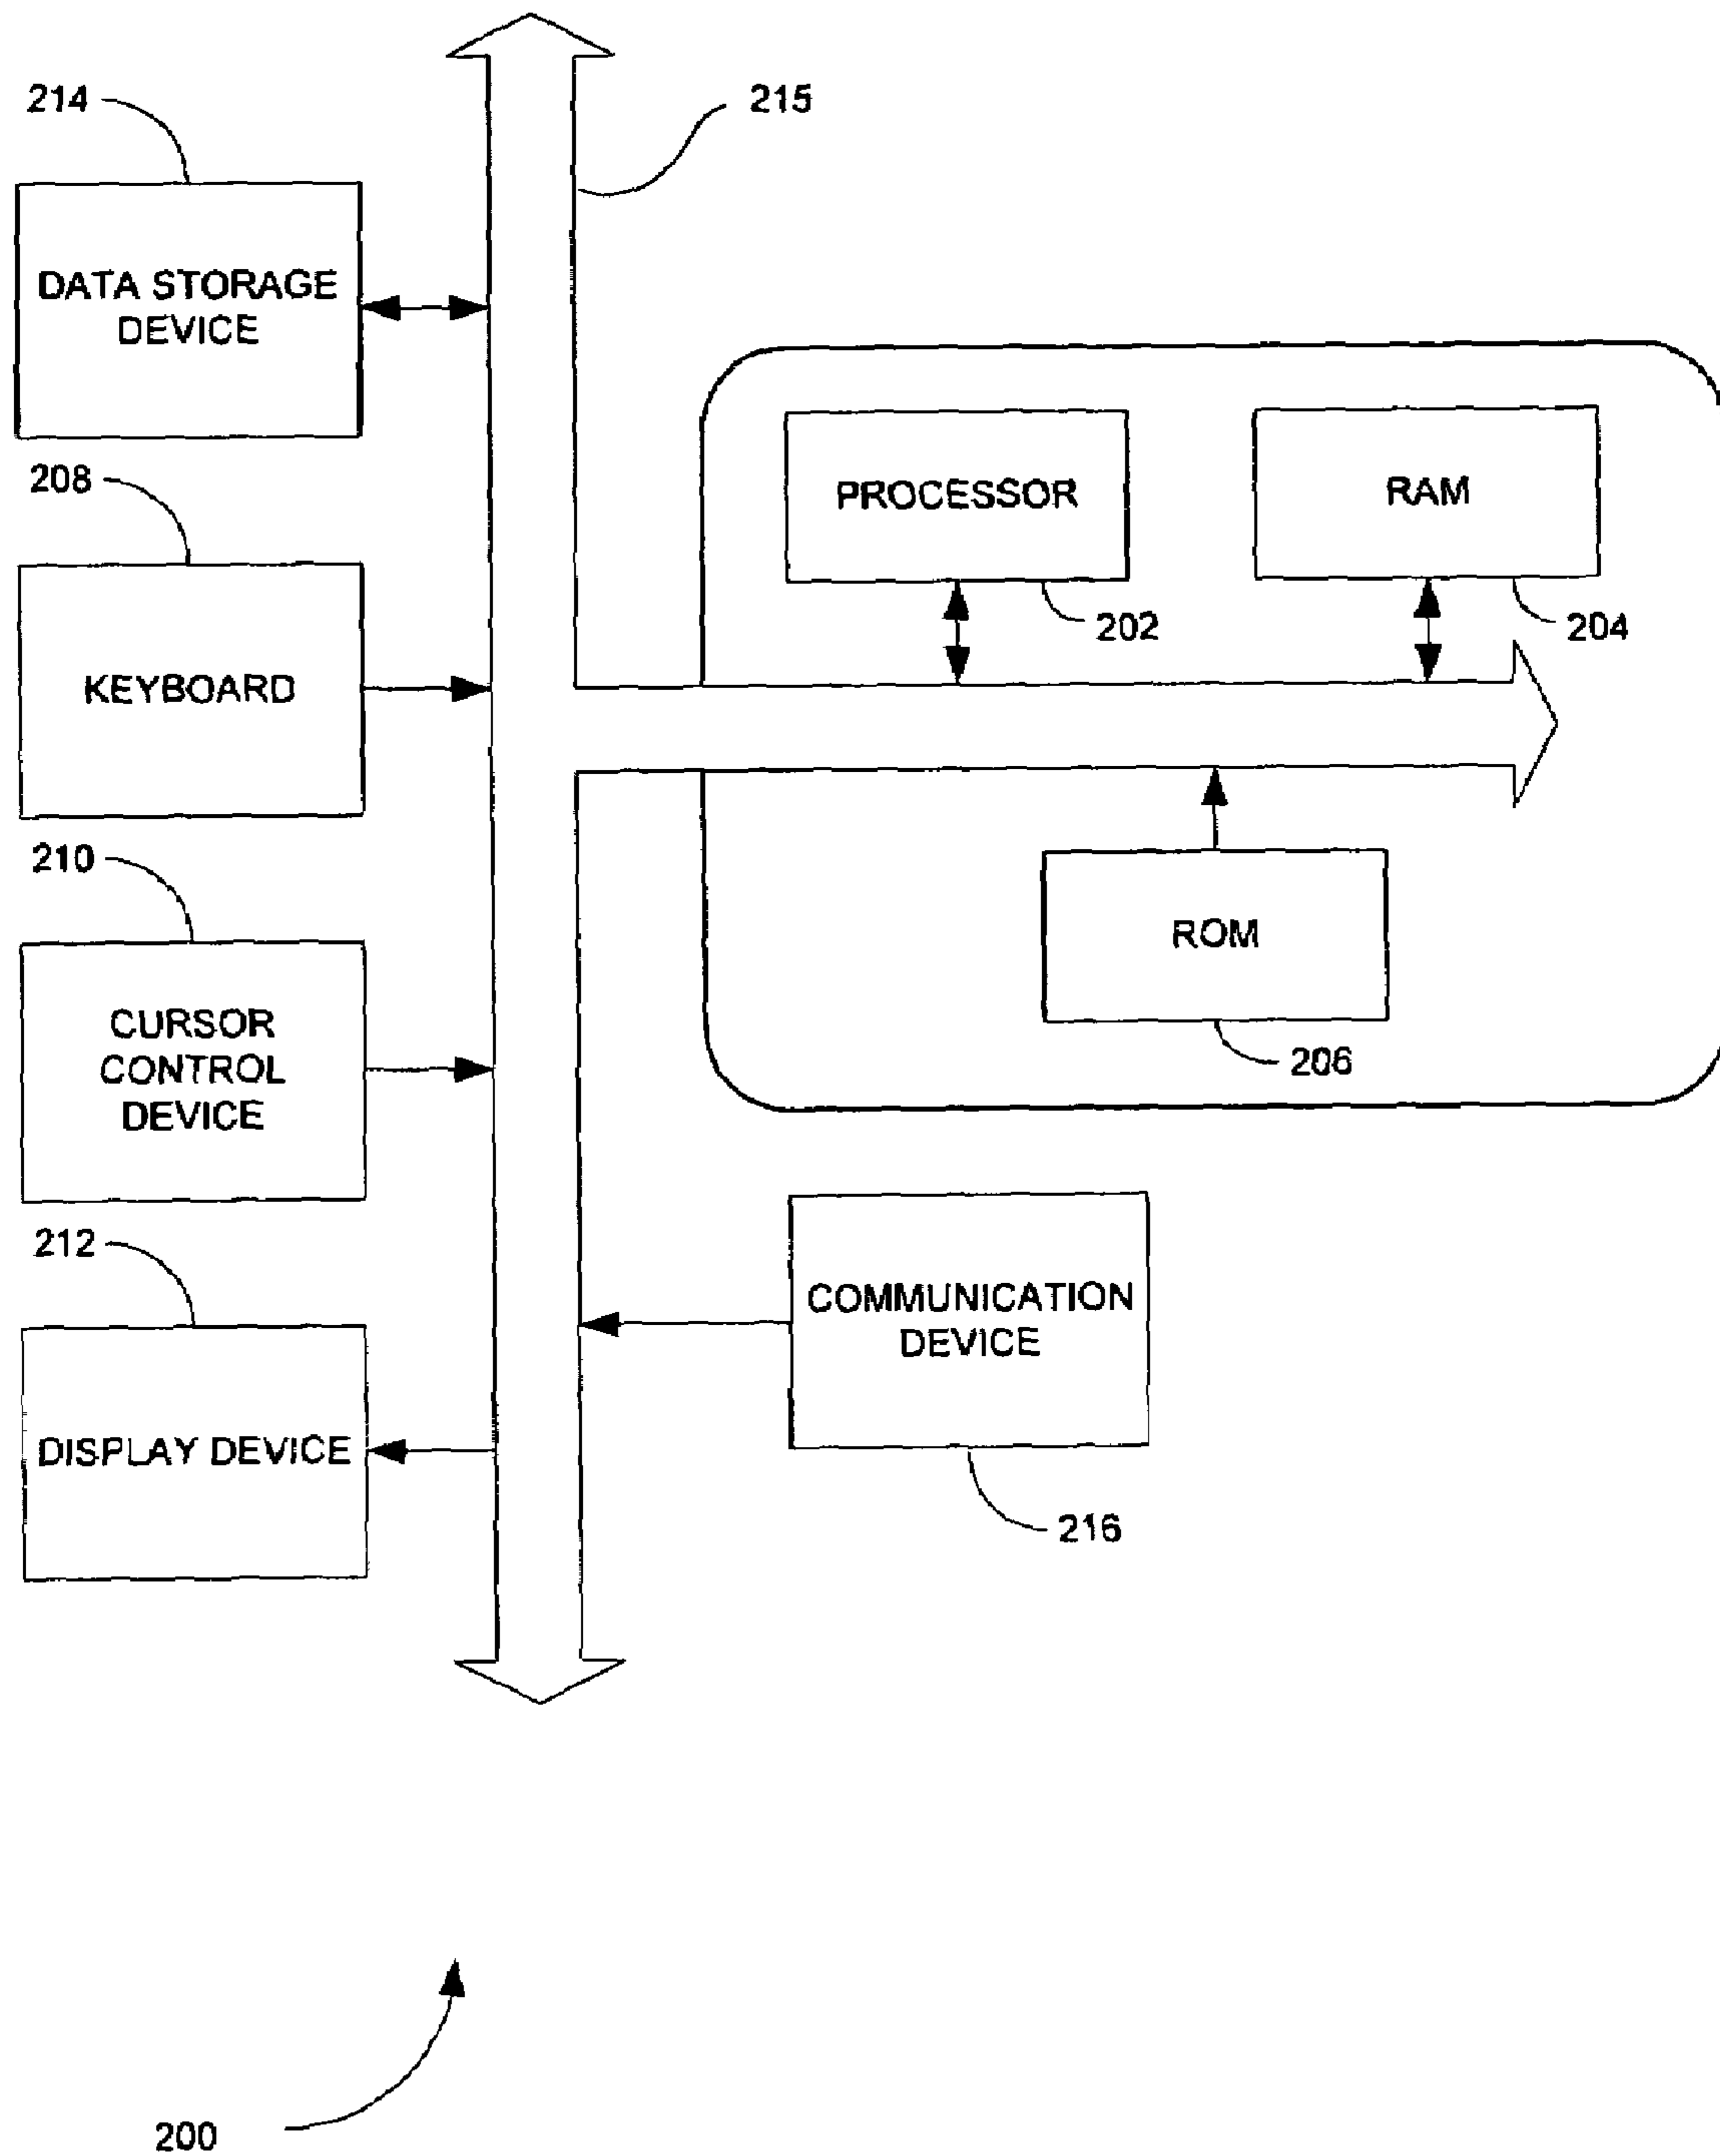 214
215
DATA STORAGE
DEVICE
208
PROCESSOR
RAM
202
204
KEYBOARD
210
ROM
CURSOR
CONTROL
DEVICE
206
212
COMMUNICATION
DEVICE
DISPLAY DEVICE
216
200